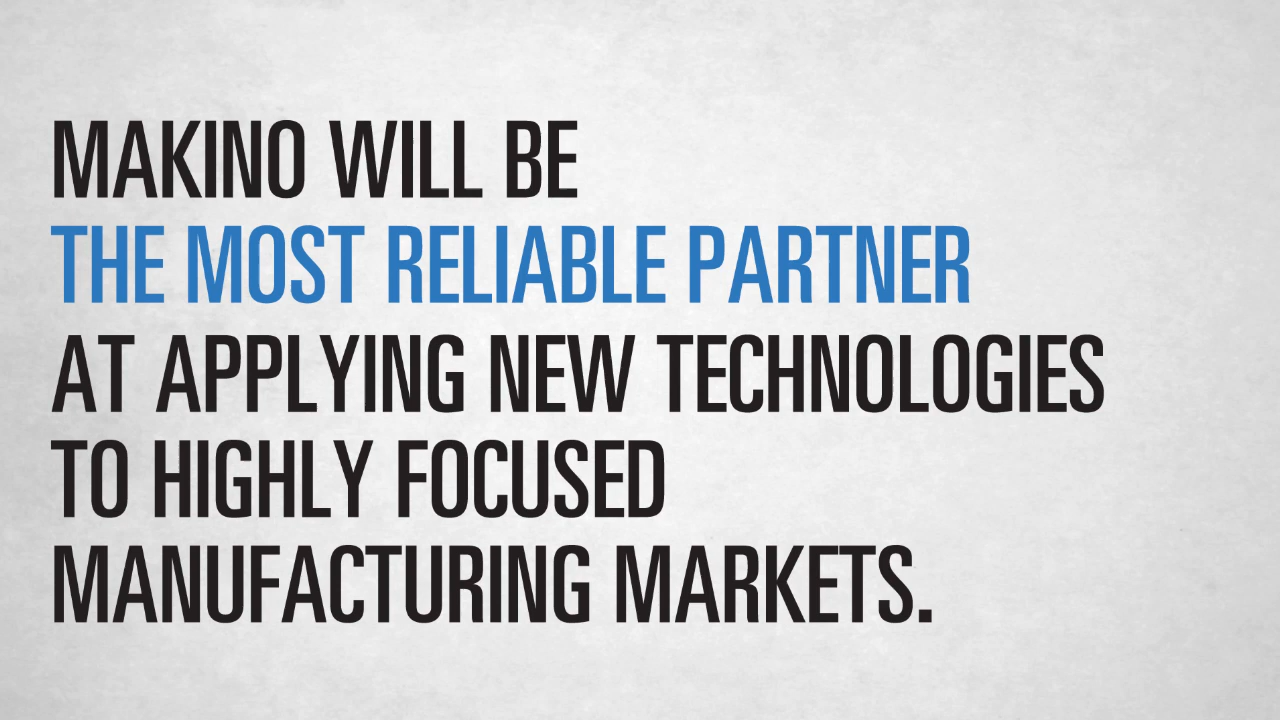 MAKINO WILL BE
THE MOST RELIABLE PARTNER
AT APPLYING NEW TECHNOLOGIES
TO HIGHLY FOCUSED
MANUFACTURING MARKETS.